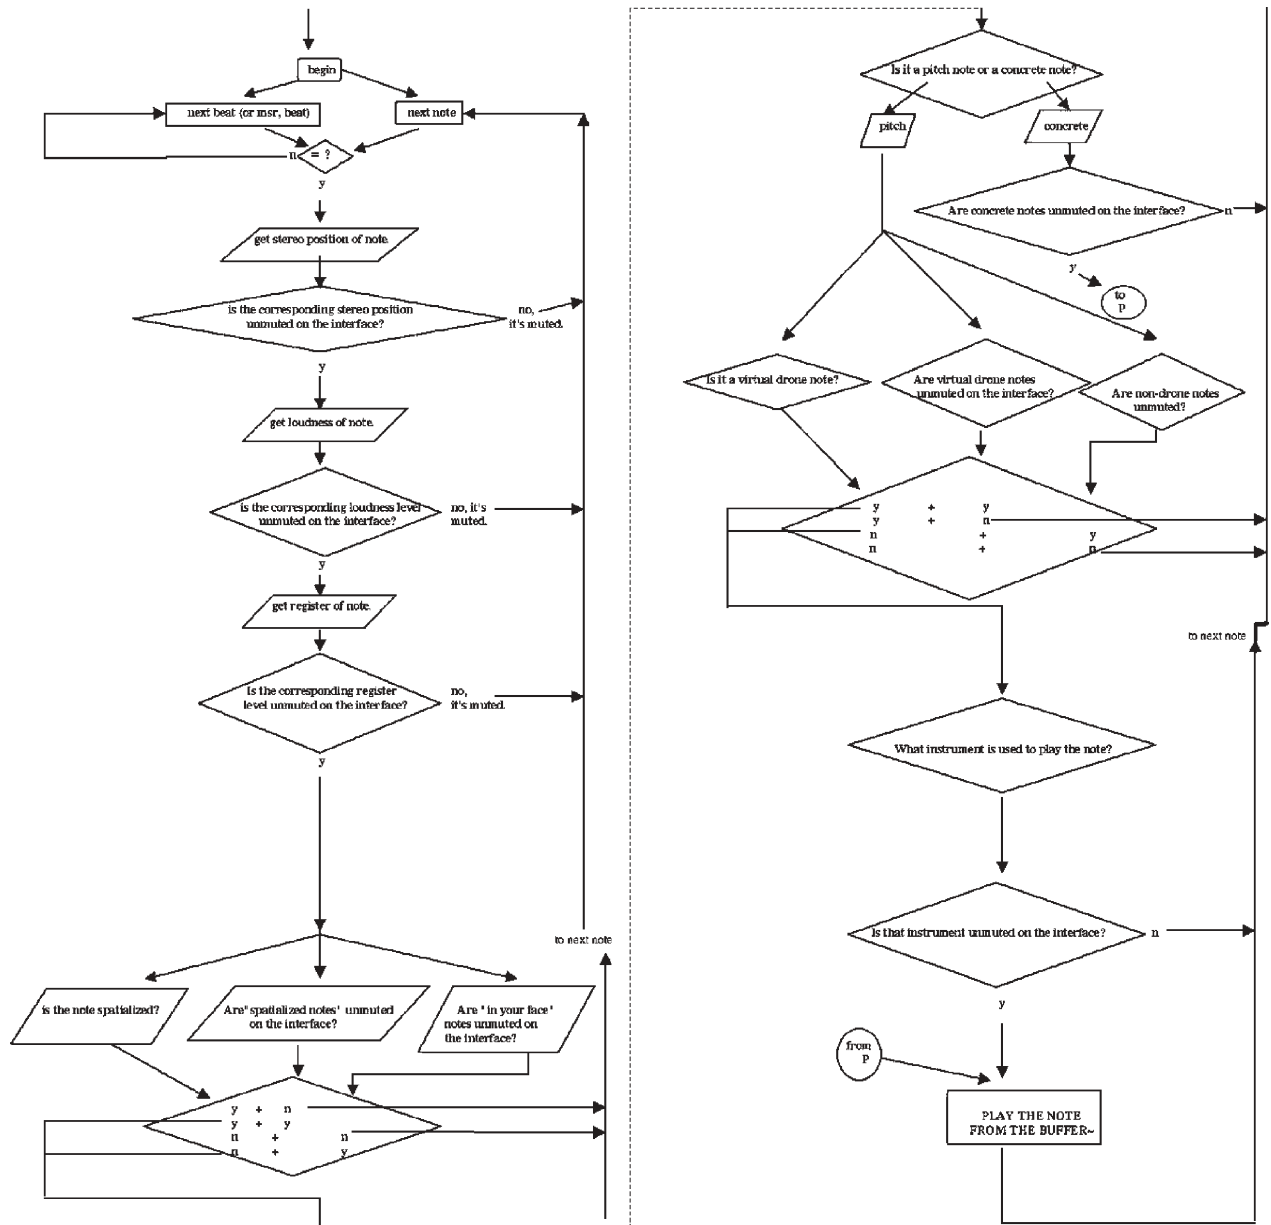 begin
next beat (or msr, beat)
next note
n
= ?
y
get stereo position of note.
is the corresponding stereo position
unmuted on the interface?
no,
it's muted.
y
get loudness of note.
is the corresponding loudness level
unmuted on the interface?
no, it's
muted.
y
get register of note.
Is the corresponding register
level unmuted on the interface?
no,
it's muted.
y
to next note
is the note spatialized?
Are "spatialized notes" unmuted
on the interface?
Are "in your face"
notes unmuted on
the interface?
y + n
y + y
n + n
n + y
Is it a pitch note or a concrete note?
pitch
concrete
Are concrete notes unmuted on the interface?
n
y
to
P
Is it a virtual drone note?
Are virtual drone notes
unmuted on the interface?
Are non-drone notes
unmuted?
y + y
y + n
n + y
n + n
to next note
What instrument is used to play the note?
Is that instrument unmuted on the interface?
n
y
from
P
PLAY THE NOTE
FROM THE BUFFER~